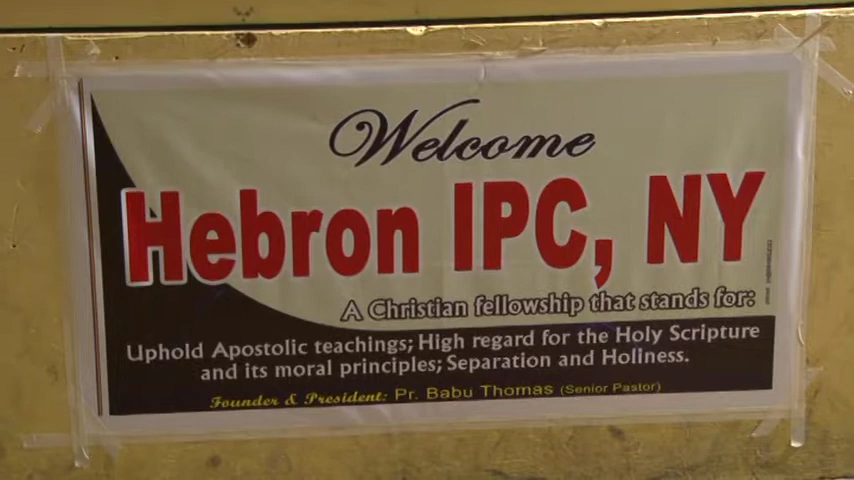 Welcome
Hebron IPC, NY
A Christian fellowship that stands for:
Uphold Apostolic teachings; High regard for the Holy Scripture
and its moral principles; Separation and Holiness.
Founder & President: Pr. Babu Thomas (Senior Pastor)